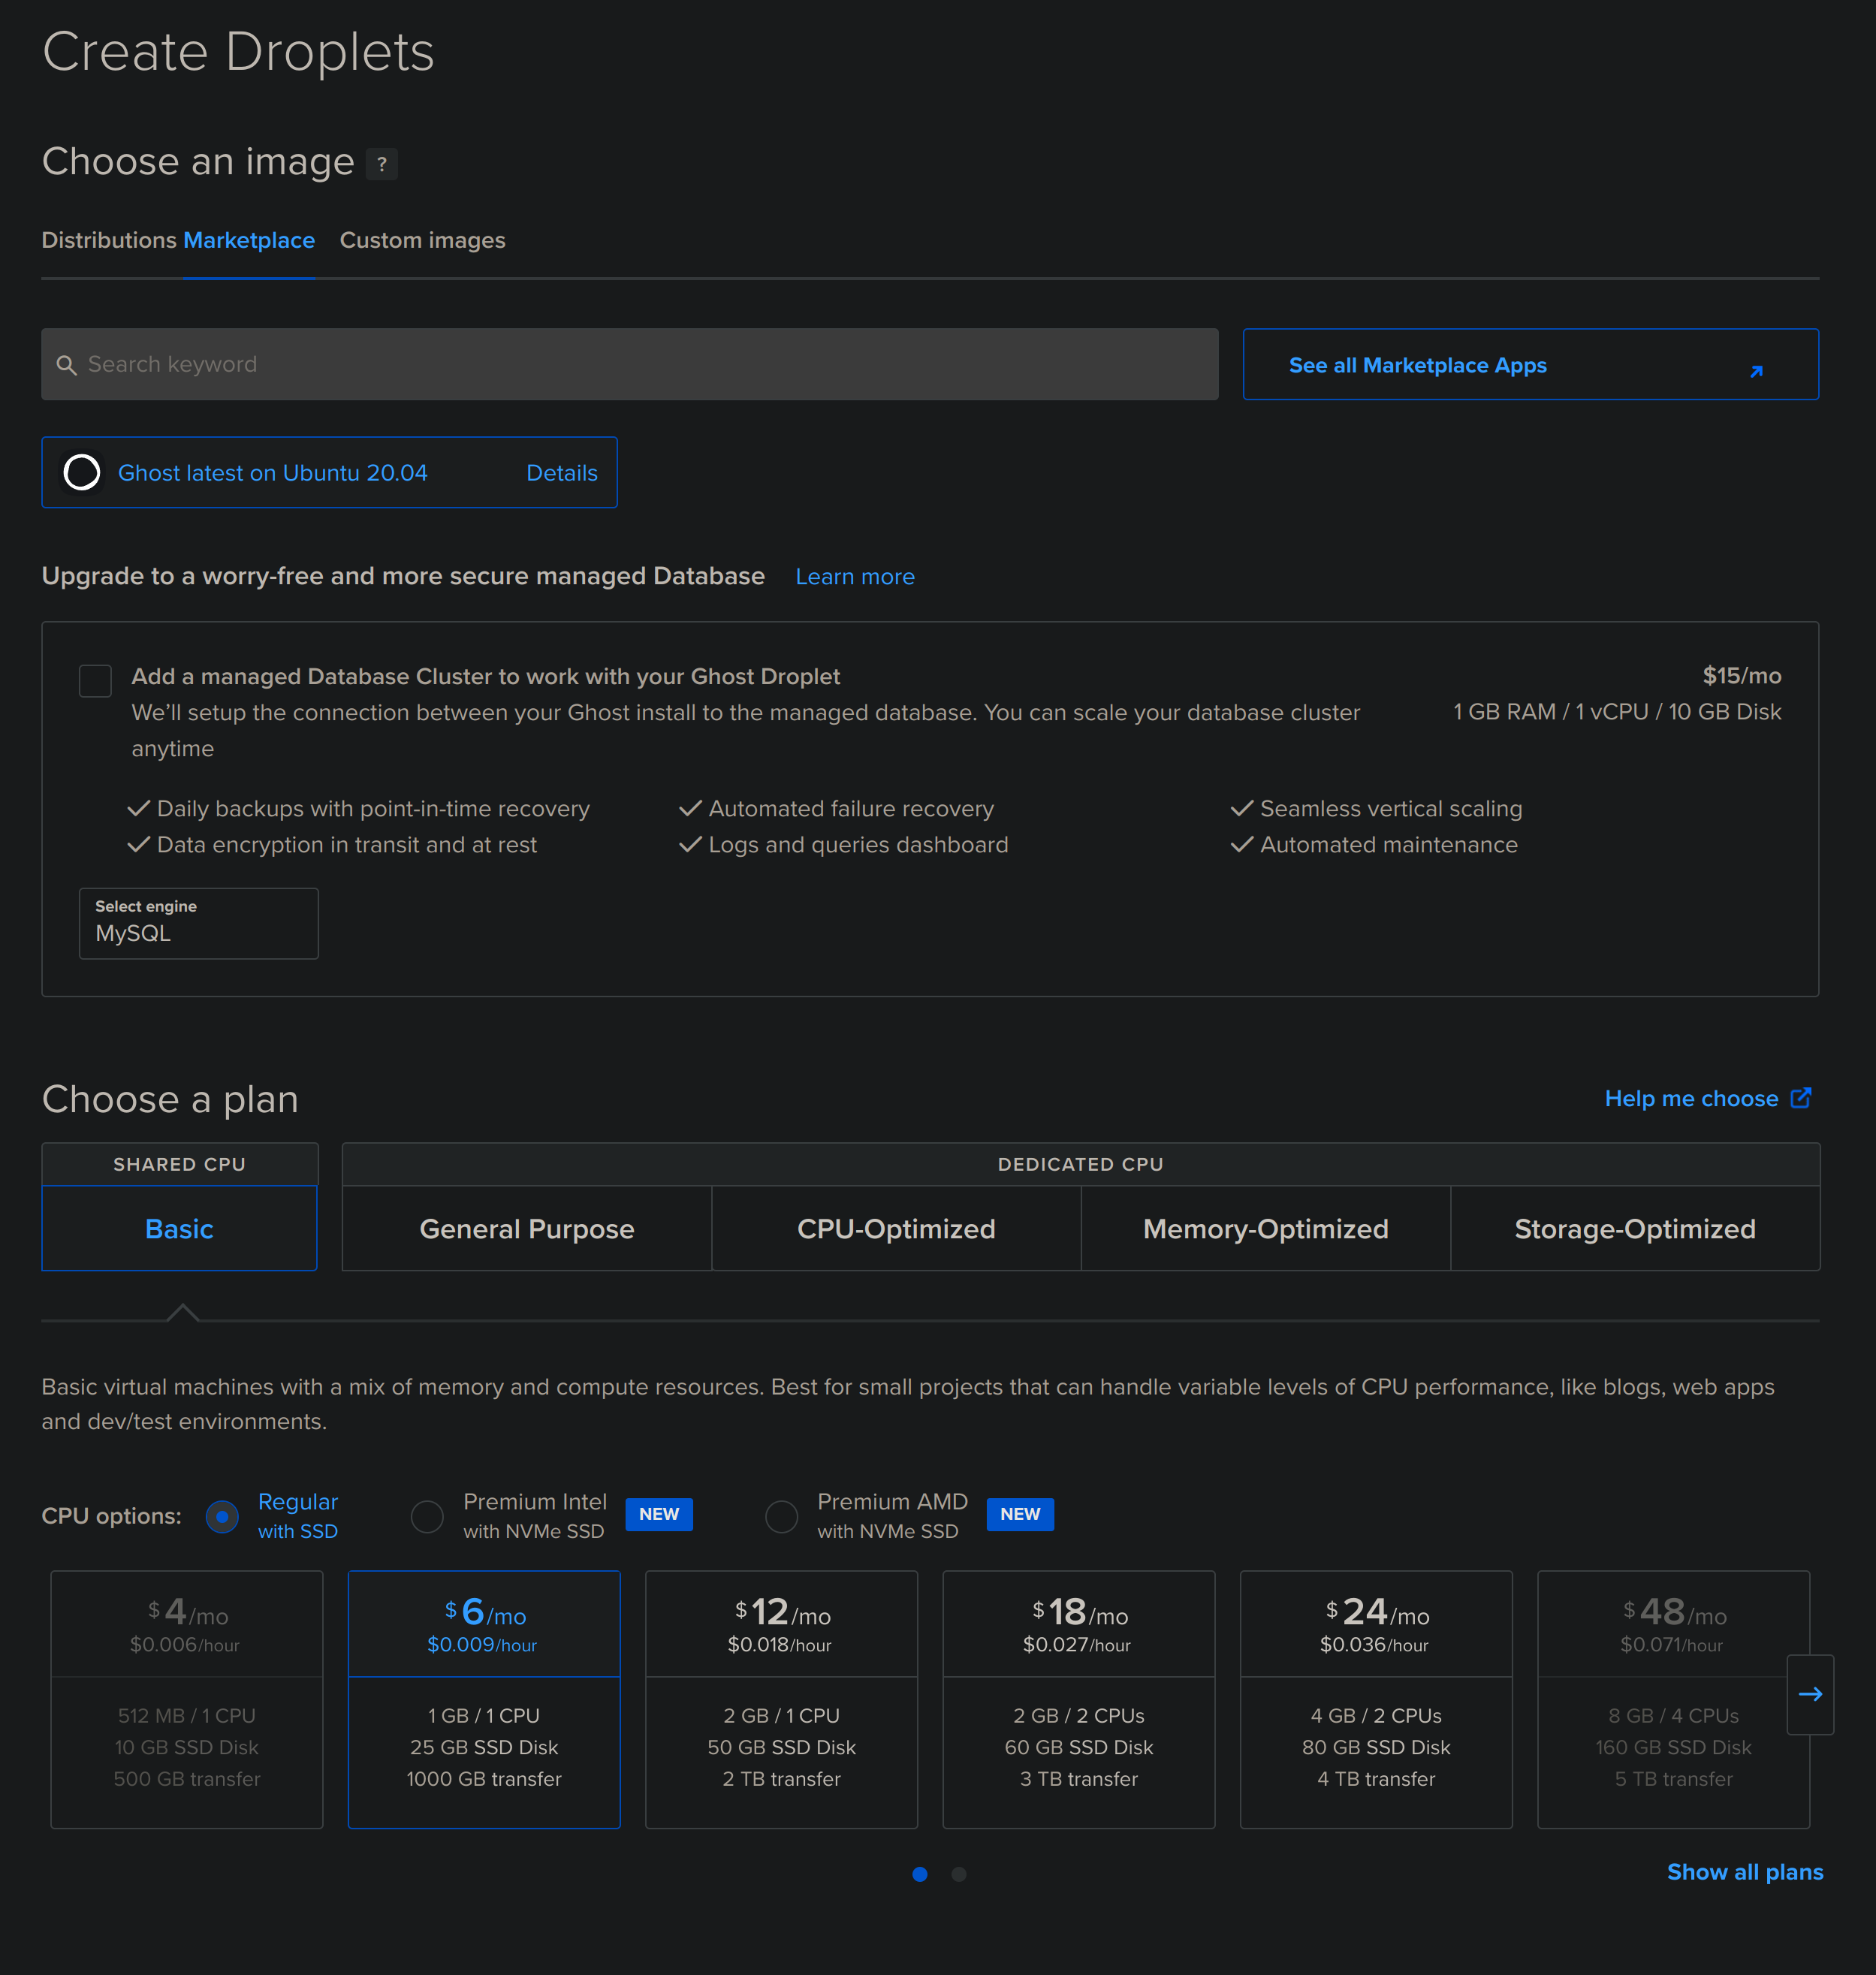 Create Droplets
Choose an image ?
Distributions Marketplace Custom images
Search keyword
See all Marketplace Apps
Ghost latest on Ubuntu 20.04 Details
Upgrade to a worry-free and more secure managed Database Learn more
Add a managed Database Cluster to work with your Ghost Droplet $15/mo
We’ll setup the connection between your Ghost install to the managed database. You can scale your database cluster 1 GB RAM / 1 vCPU / 10 GB Disk
anytime
Daily backups with point-in-time recovery Automated failure recovery Seamless vertical scaling
Data encryption in transit and at rest Logs and queries dashboard Automated maintenance
Select engine
MySQL
Choose a plan Help me choose
SHARED CPU DEDICATED CPU
Basic General Purpose CPU-Optimized Memory-Optimized Storage-Optimized
Basic virtual machines with a mix of memory and compute resources. Best for small projects that can handle variable levels of CPU performance, like blogs, web apps
and dev/test environments.
CPU options:
Regular
with SSD
Premium Intel
with NVMe SSD
NEW
Premium AMD
with NVMe SSD
NEW
$4/mo
$0.006/hour
512 MB / 1 CPU
10 GB SSD Disk
500 GB transfer
$6/mo
$0.009/hour
1 GB / 1 CPU
25 GB SSD Disk
1000 GB transfer
$12/mo
$0.018/hour
2 GB / 1 CPU
50 GB SSD Disk
2 TB transfer
$18/mo
$0.027/hour
2 GB / 2 CPUs
60 GB SSD Disk
3 TB transfer
$24/mo
$0.036/hour
4 GB / 2 CPUs
80 GB SSD Disk
4 TB transfer
$48/mo
$0.071/hour
8 GB / 4 CPUs
160 GB SSD Disk
5 TB transfer
Show all plans